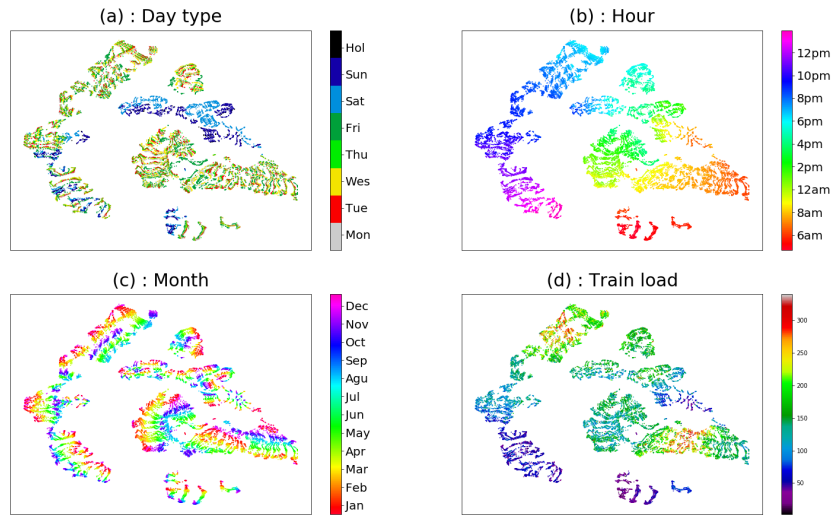 (a) : Day type
Hol
Sun
Sat
Fri
Thu
Wes
Tue
Mon
(b) : Hour
12pm
10pm
8pm
6pm
4pm
2pm
12am
8am
6am
(c) : Month
Dec
Nov
Oct
Sep
Agu
Jul
Jun
May
Apr
Mar
Feb
Jan
(d) : Train load
300
250
200
150
100
50